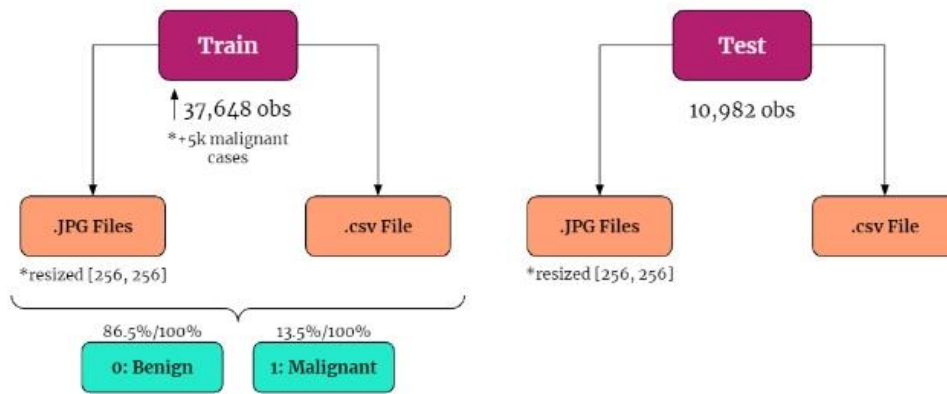 Train
Test
37,648 obs
*+5k malignant
cases
10,982 obs
.JPG Files
.csv File
.JPG Files
.csv File
*resized [256, 256]
*resized [256, 256]
86.5%/100%
13.5%/100%
0: Benign
1: Malignant